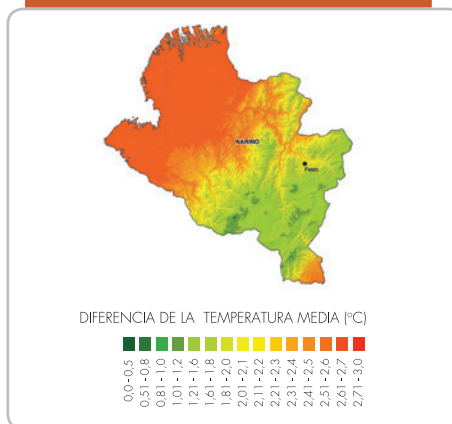 NARIÑO
Pasto
DIFERENCIA DE LA TEMPERATURA MEDIA (ºC)
0,0 - 0,5
0,51 - 0,8
0,81 - 1,0
1,01 - 1,2
1,21 - 1,6
1,61 - 1,8
1,81 - 2,0
2,01 - 2,1
2,11 - 2,2
2,21 - 2,3
2,31 - 2,4
2,41 - 2,5
2,51 - 2,6
2,61 - 2,7
2,71 - 3,0